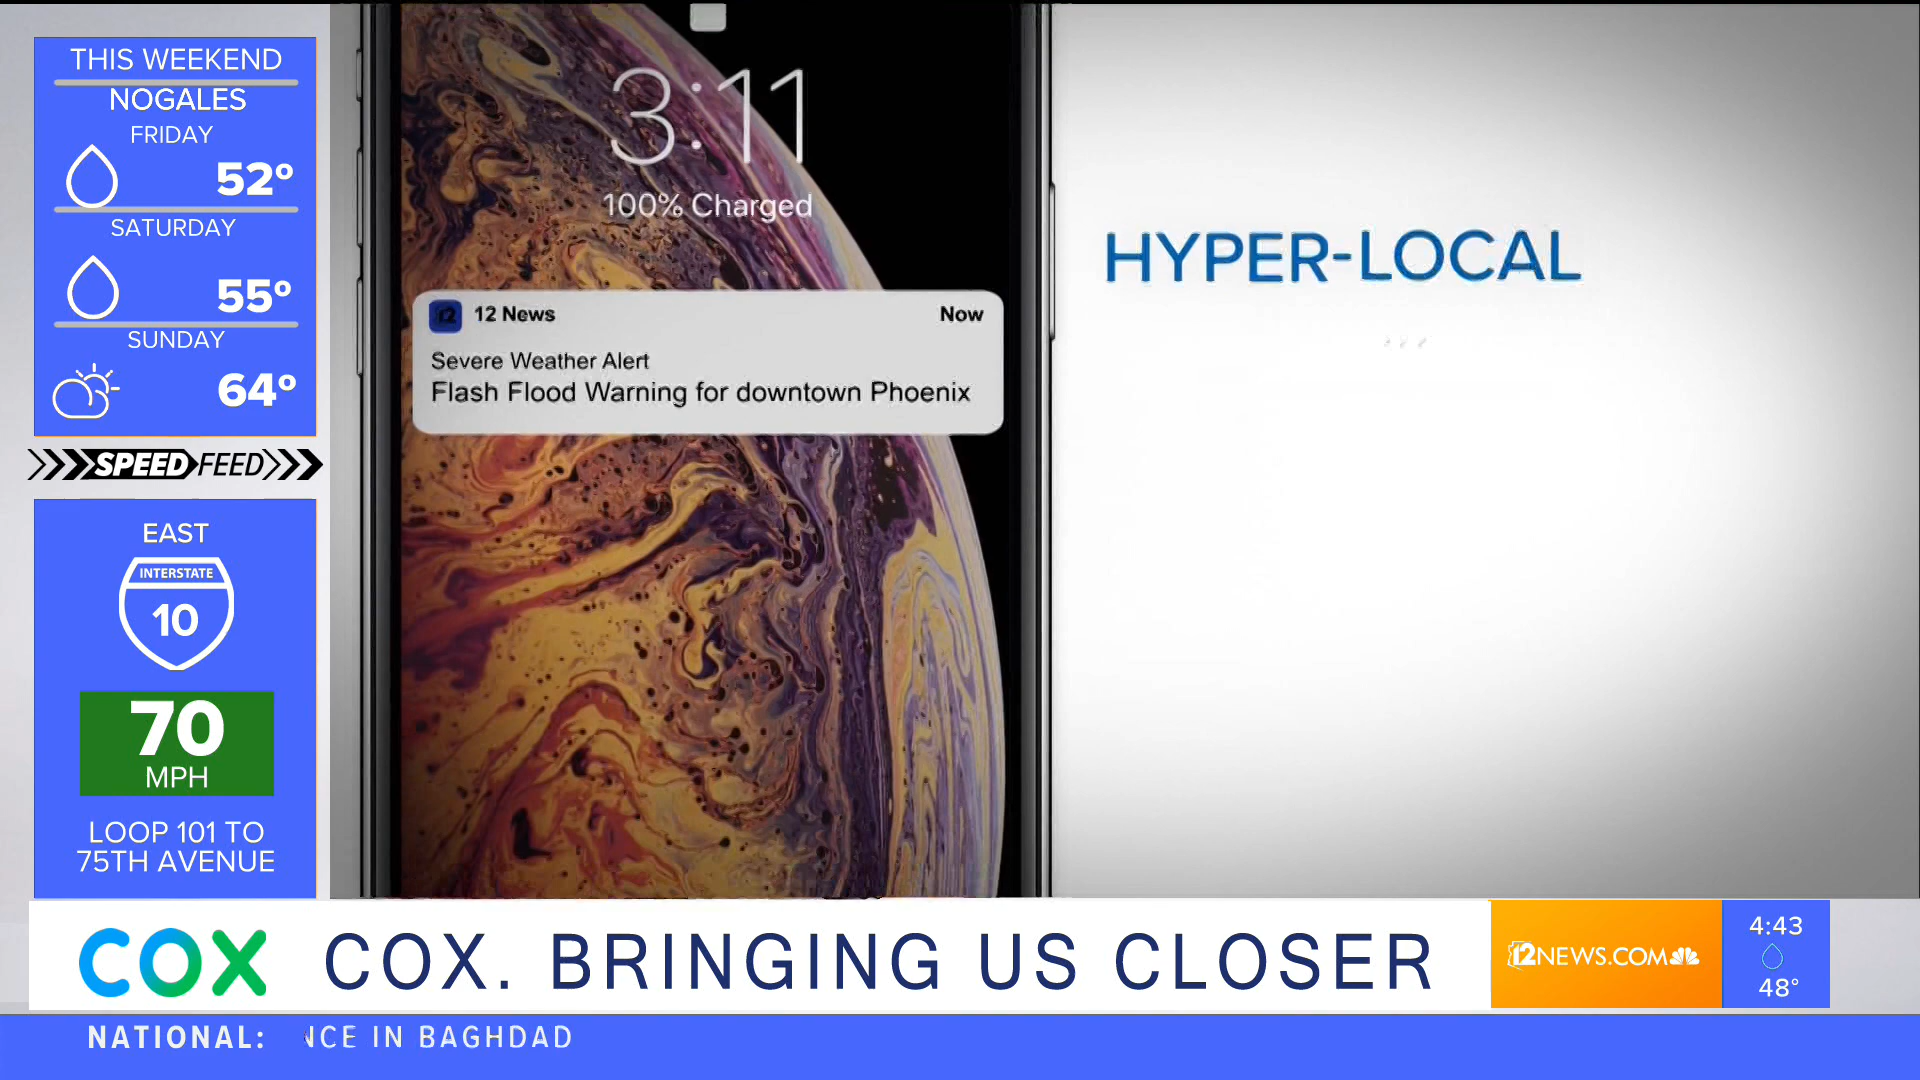 THIS WEEKEND
NOGALES
FRIDAY
52°
SATURDAY
55°
SUNDAY
64°
SPEED FEED
EAST
INTERSTATE
10
70
MPH
LOOP 101 TO
75TH AVENUE
3:11
100% Charged
12 News Now
Severe Weather Alert
Flash Flood Warning for downtown Phoenix
HYPER-LOCAL
COX COX. BRINGING US CLOSER
12NEWS.COM
4:43
48°
NATIONAL: NCE IN BAGHDAD